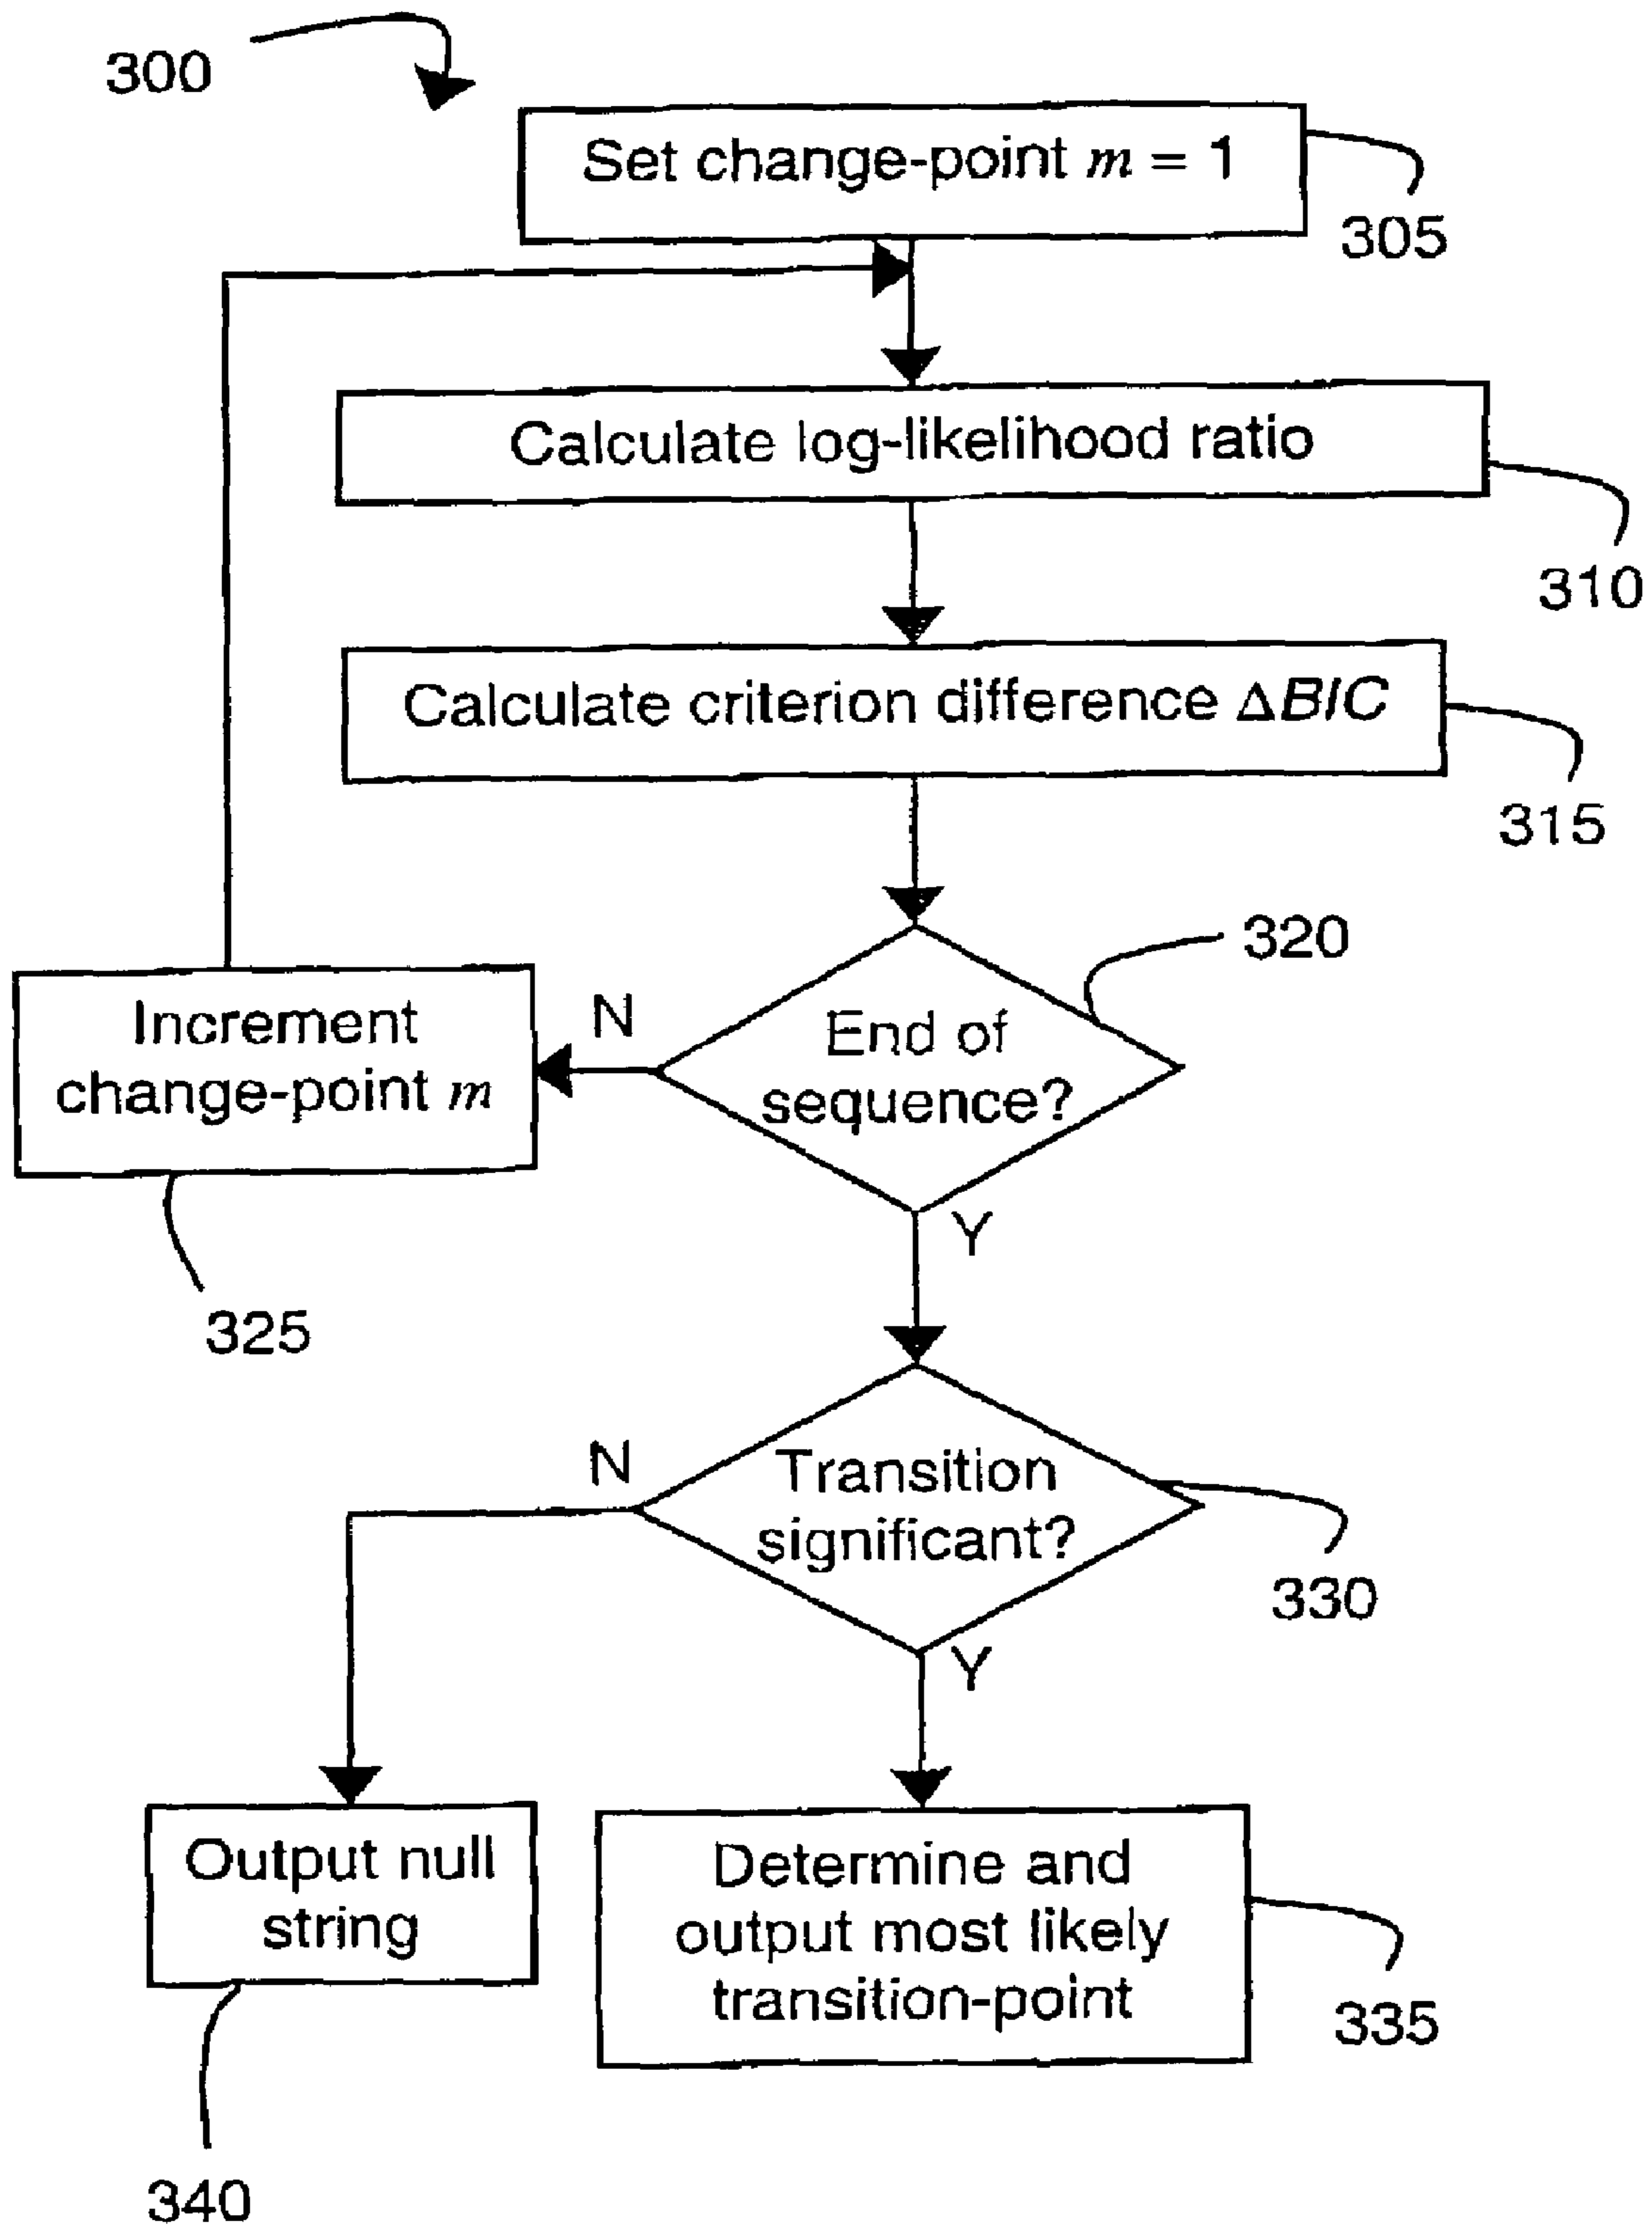 300
Set change-point m = 1
305
Calculate log-likelihood ratio
310
Calculate criterion difference ΔBIC
315
320
End of
sequence?
N
Increment
change-point m
325
Y
Transition
significant?
N
330
Y
Output null
string
340
Determine and
output most likely
transition-point
335